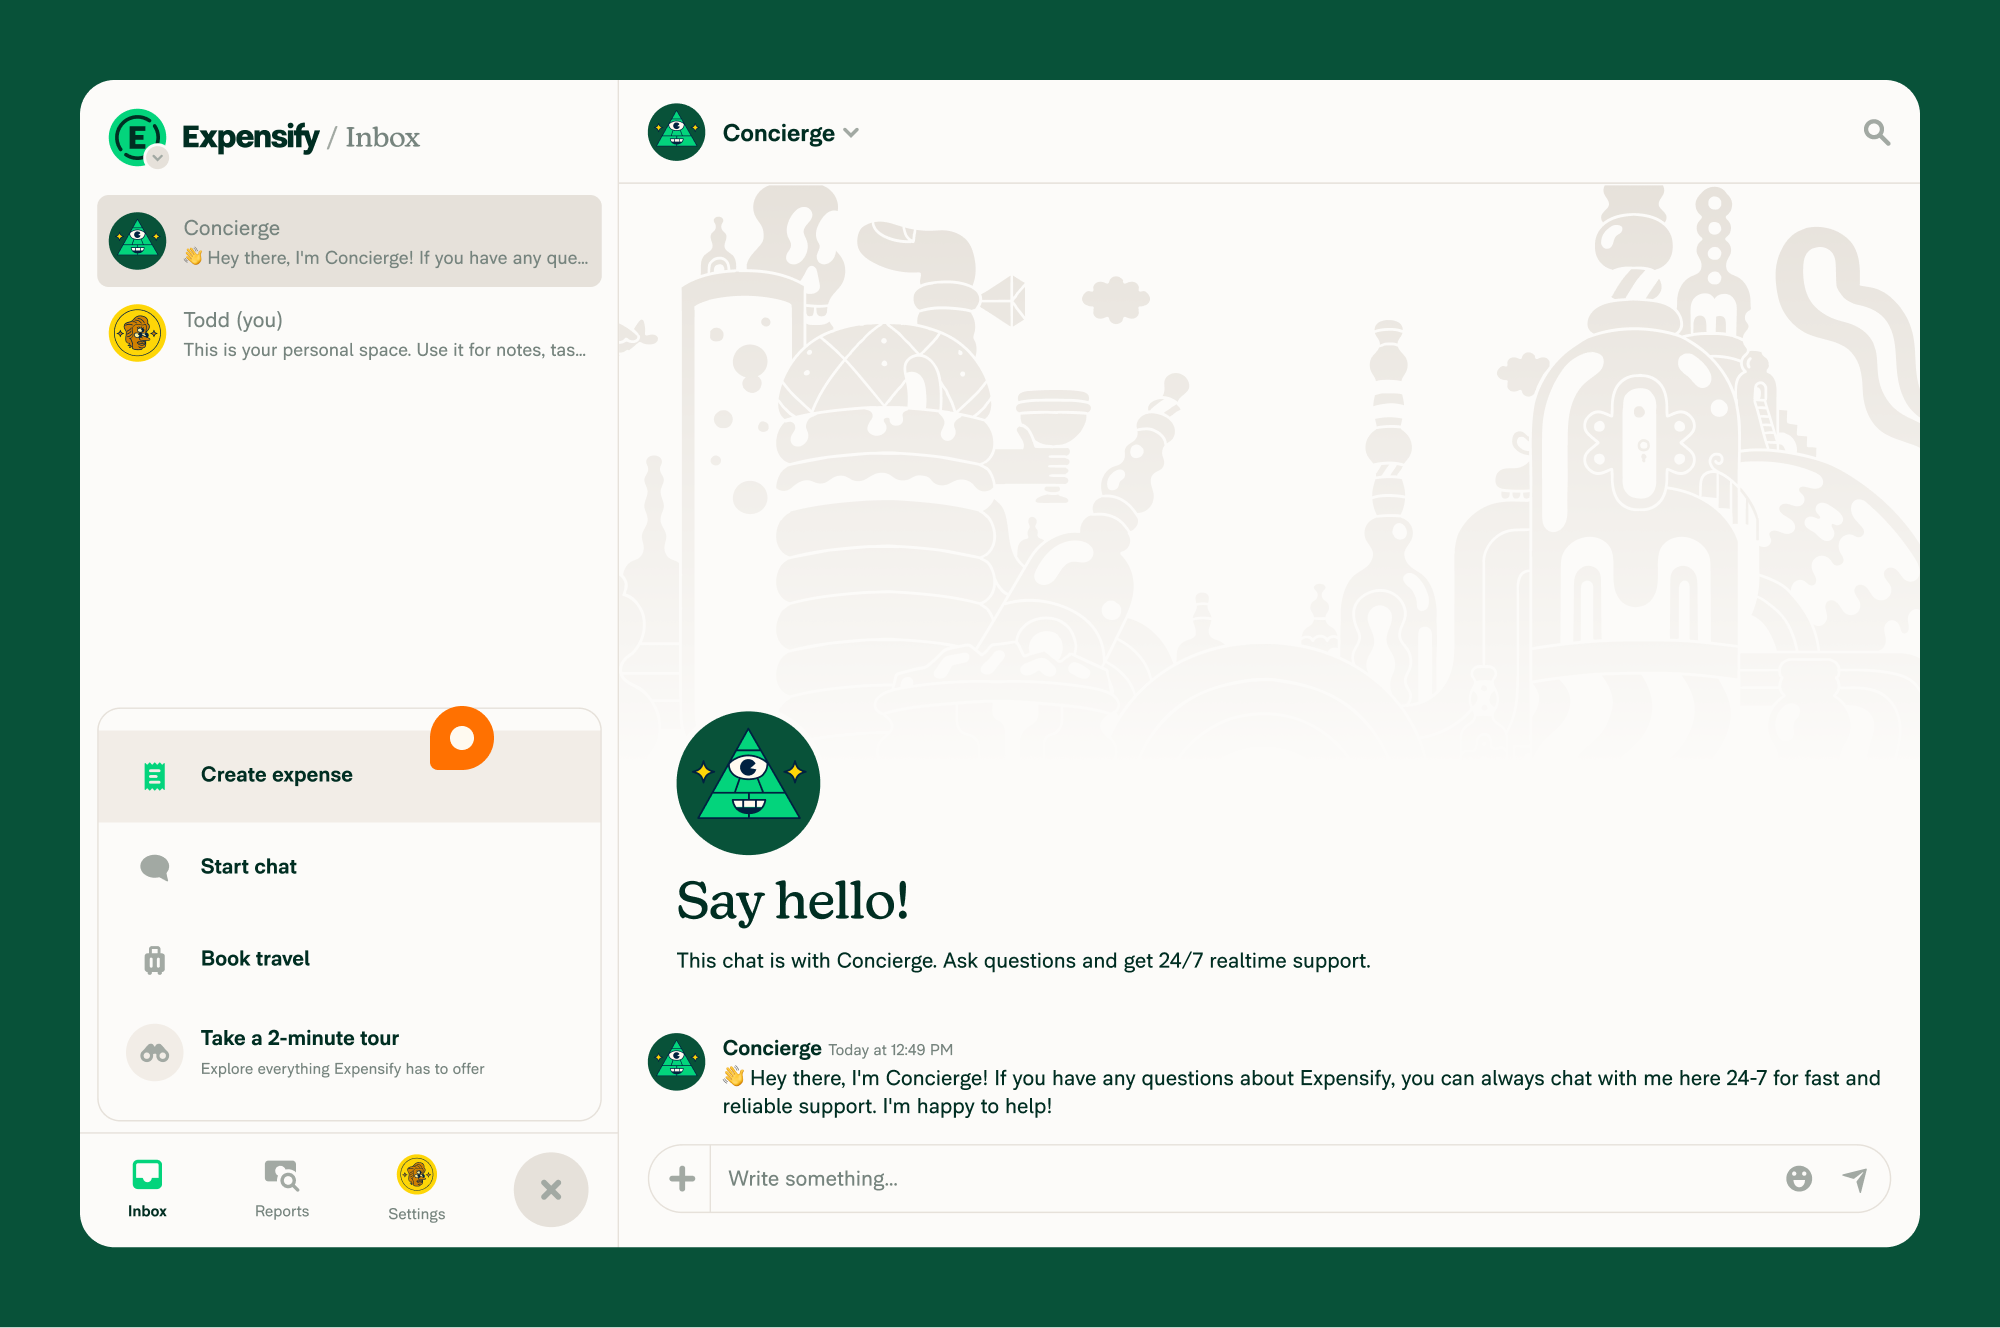 Expensify / Inbox
Concierge
👋 Hey there, I'm Concierge! If you have any que...
Todd (you)
This is your personal space. Use it for notes, tas...
Create expense
Start chat
Book travel
Take a 2-minute tour
Explore everything Expensify has to offer
Inbox
Reports
Settings
Concierge
Say hello!
This chat is with Concierge. Ask questions and get 24/7 realtime support.
Concierge Today at 12:49 PM
👋 Hey there, I'm Concierge! If you have any questions about Expensify, you can always chat with me here 24-7 for fast and
reliable support. I'm happy to help!
Write something...